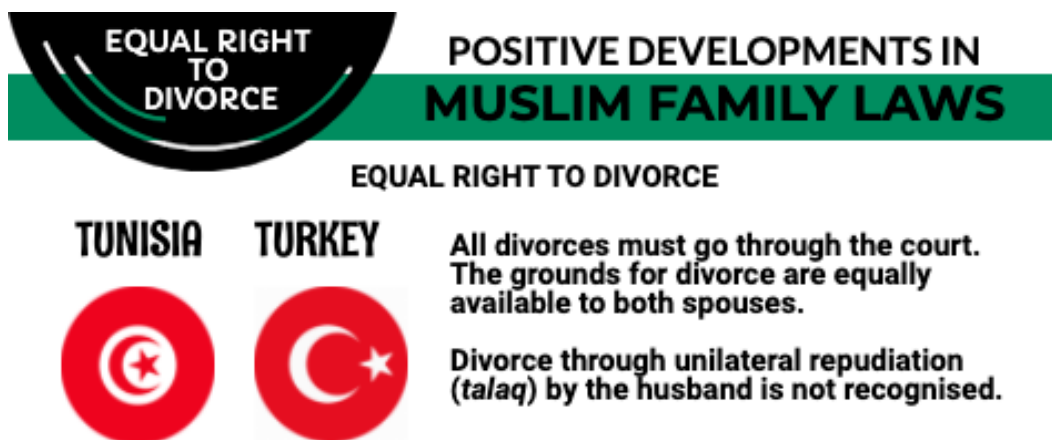 EQUAL RIGHT
TO
DIVORCE
POSITIVE DEVELOPMENTS IN
MUSLIM FAMILY LAWS
EQUAL RIGHT TO DIVORCE
TUNISIA
TURKEY
All divorces must go through the court.
The grounds for divorce are equally
available to both spouses.
Divorce through unilateral repudiation
(talaq) by the husband is not recognised.